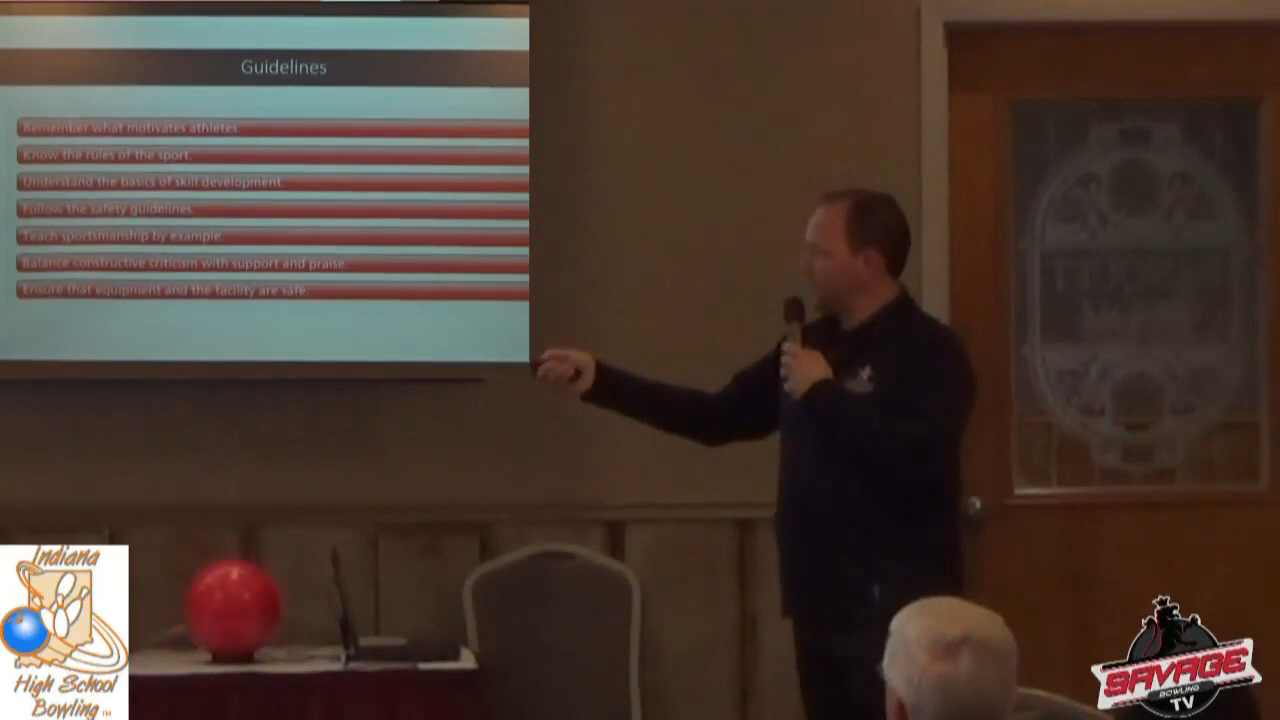 Guidelines
Remember what motivates athletes
Know the rules of the sport.
Understand the basics of skill development.
Follow the safety guidelines.
Teach sportsmanship by example.
Balance constructive criticism with support and praise.
Ensure that equipment and the facility are safe.
Indiana
High School
Bowling TM
SAVAGE
BOWLING
TV